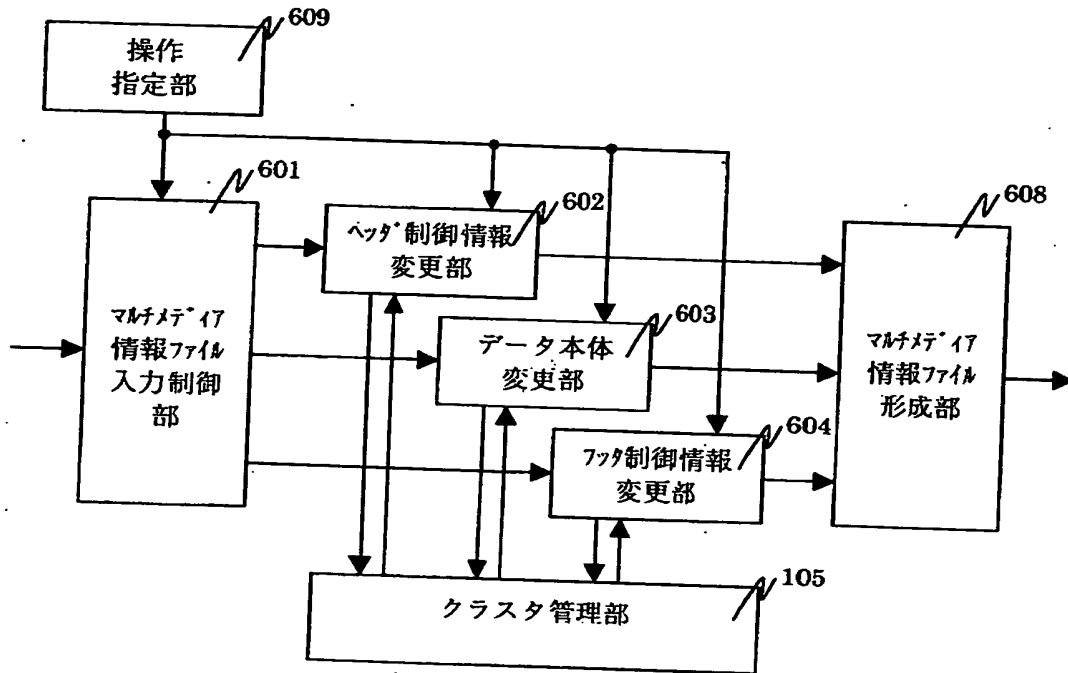 609
操作
指定部
601
マルチメディア
情報ファイル
入力制御
部
602
ヘッダ制御情報
変更部
603
データ本体
変更部
604
フッタ制御情報
変更部
608
マルチメディア
情報ファイル
形成部
105
クラスタ管理部